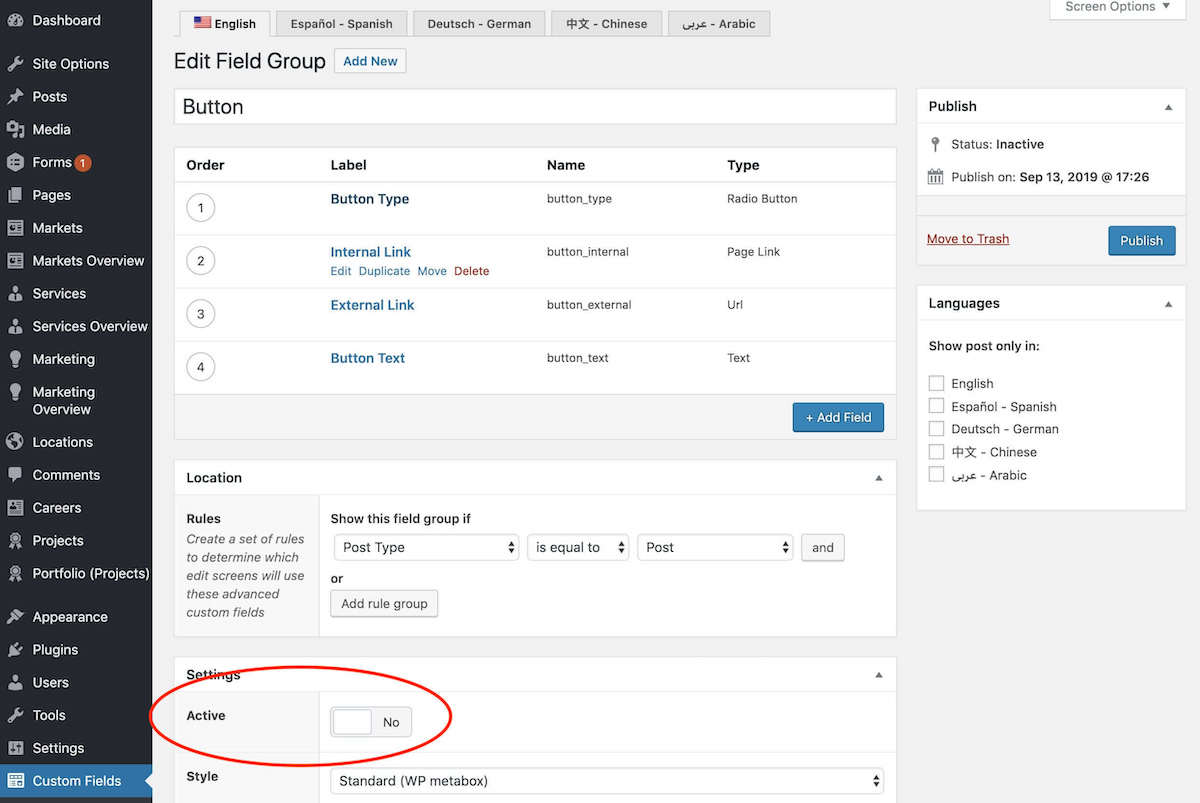 Dashboard
Site Options
Posts
Media
Forms 1
Pages
Markets
Markets Overview
Services
Services Overview
Marketing
Marketing
Overview
Locations
Comments
Careers
Projects
Portfolio (Projects)
Appearance
Plugins
Users
Tools
Settings
Custom Fields
English Español - Spanish Deutsch - German 中文 - Chinese عربى - Arabic
Screen Options
Edit Field Group Add New
Button
Order Label Name Type
1 Button Type button_type Radio Button
2 Internal Link button_internal Page Link
Edit Duplicate Move Delete
3 External Link button_external Url
4 Button Text button_text Text
+ Add Field
Location
Rules
Create a set of rules
to determine which
edit screens will use
these advanced
custom fields
Show this field group if
Post Type is equal to Post and
or
Add rule group
Settings
Active No
Style Standard (WP metabox)
Publish
Status: Inactive
Publish on: Sep 13, 2019 @ 17:26
Move to Trash Publish
Languages
Show post only in:
English
Español - Spanish
Deutsch - German
中文 - Chinese
عربى - Arabic